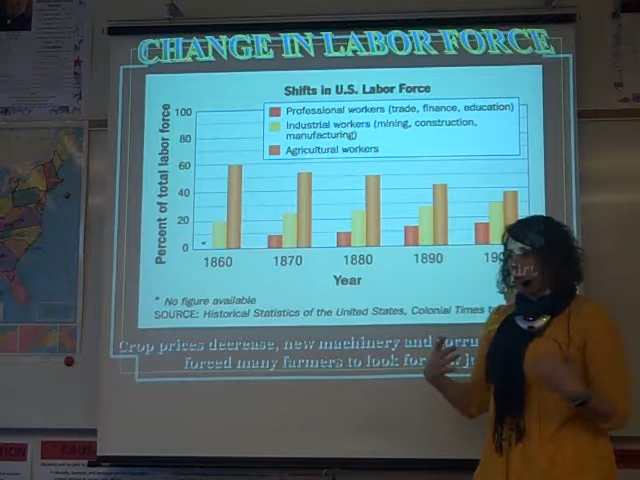 CHANGE IN LABOR FORCE
Shifts in U.S. Labor Force
Professional workers (trade, finance, education)
Industrial workers (mining, construction,
manufacturing)
Agricultural workers
Percent of total labor force
100
80
60
40
20
0
*
1860 1870 1880 1890
Year
* No figure available
SOURCE: Historical Statistics of the United States, Colonial Times
Crop prices decrease, new machinery and
forced many farmers to look for